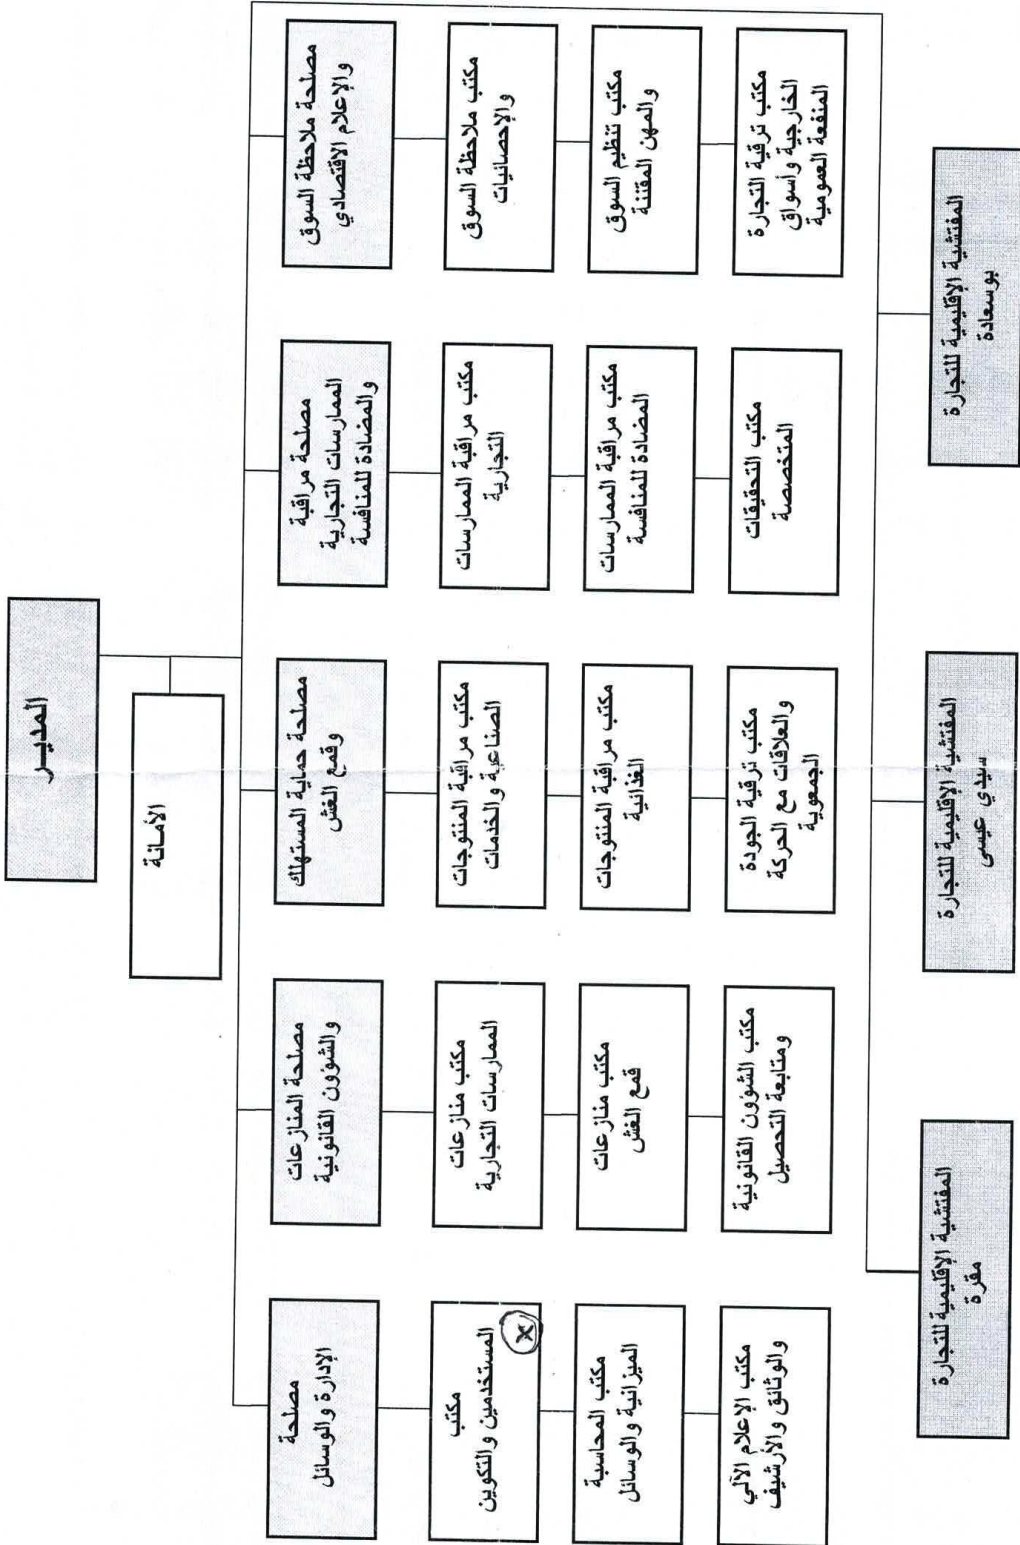 المديـر
الأمانة
مصلحة ملاحظة السوق
والإعلام الاقتصادي
مكتب ملاحظة السوق
والإحصائيات
مكتب تنظيم السوق
والمهن المقننة
مكتب ترقية التجارة
الخارجية وأسواق
المنفعة العمومية
مصلحة مراقبة
الممارسات التجارية
والمضادة للمنافسة
مكتب مراقبة الممارسات
التجارية
مكتب مراقبة الممارسات
المضادة للمنافسة
مكتب التحقيقات
المتخصصة
مصلحة حماية المستهلك
وقمع الغش
مكتب مراقبة المنتوجات
الصناعية والخدمات
مكتب مراقبة المنتوجات
الغذائية
مكتب ترقية الجودة
والعلاقات مع الحركة
الجمعوية
مصلحة المنازعات
والشؤون القانونية
مكتب منازعات
الممارسات التجارية
مكتب منازعات
قمع الغش
مكتب الشؤون القانونية
ومتابعة التحصيل
مصلحة
الإدارة والوسائل
مكتب
المستخدمين والتكوين
x
مكتب المحاسبة
الميزانية والوسائل
مكتب الإعلام الآلي
والوثائق والأرشيف
المفتشية الإقليمية للتجارة
بوسعادة
المفتشية الإقليمية للتجارة
سيدي عيسى
المفتشية الإقليمية للتجارة
مقرة